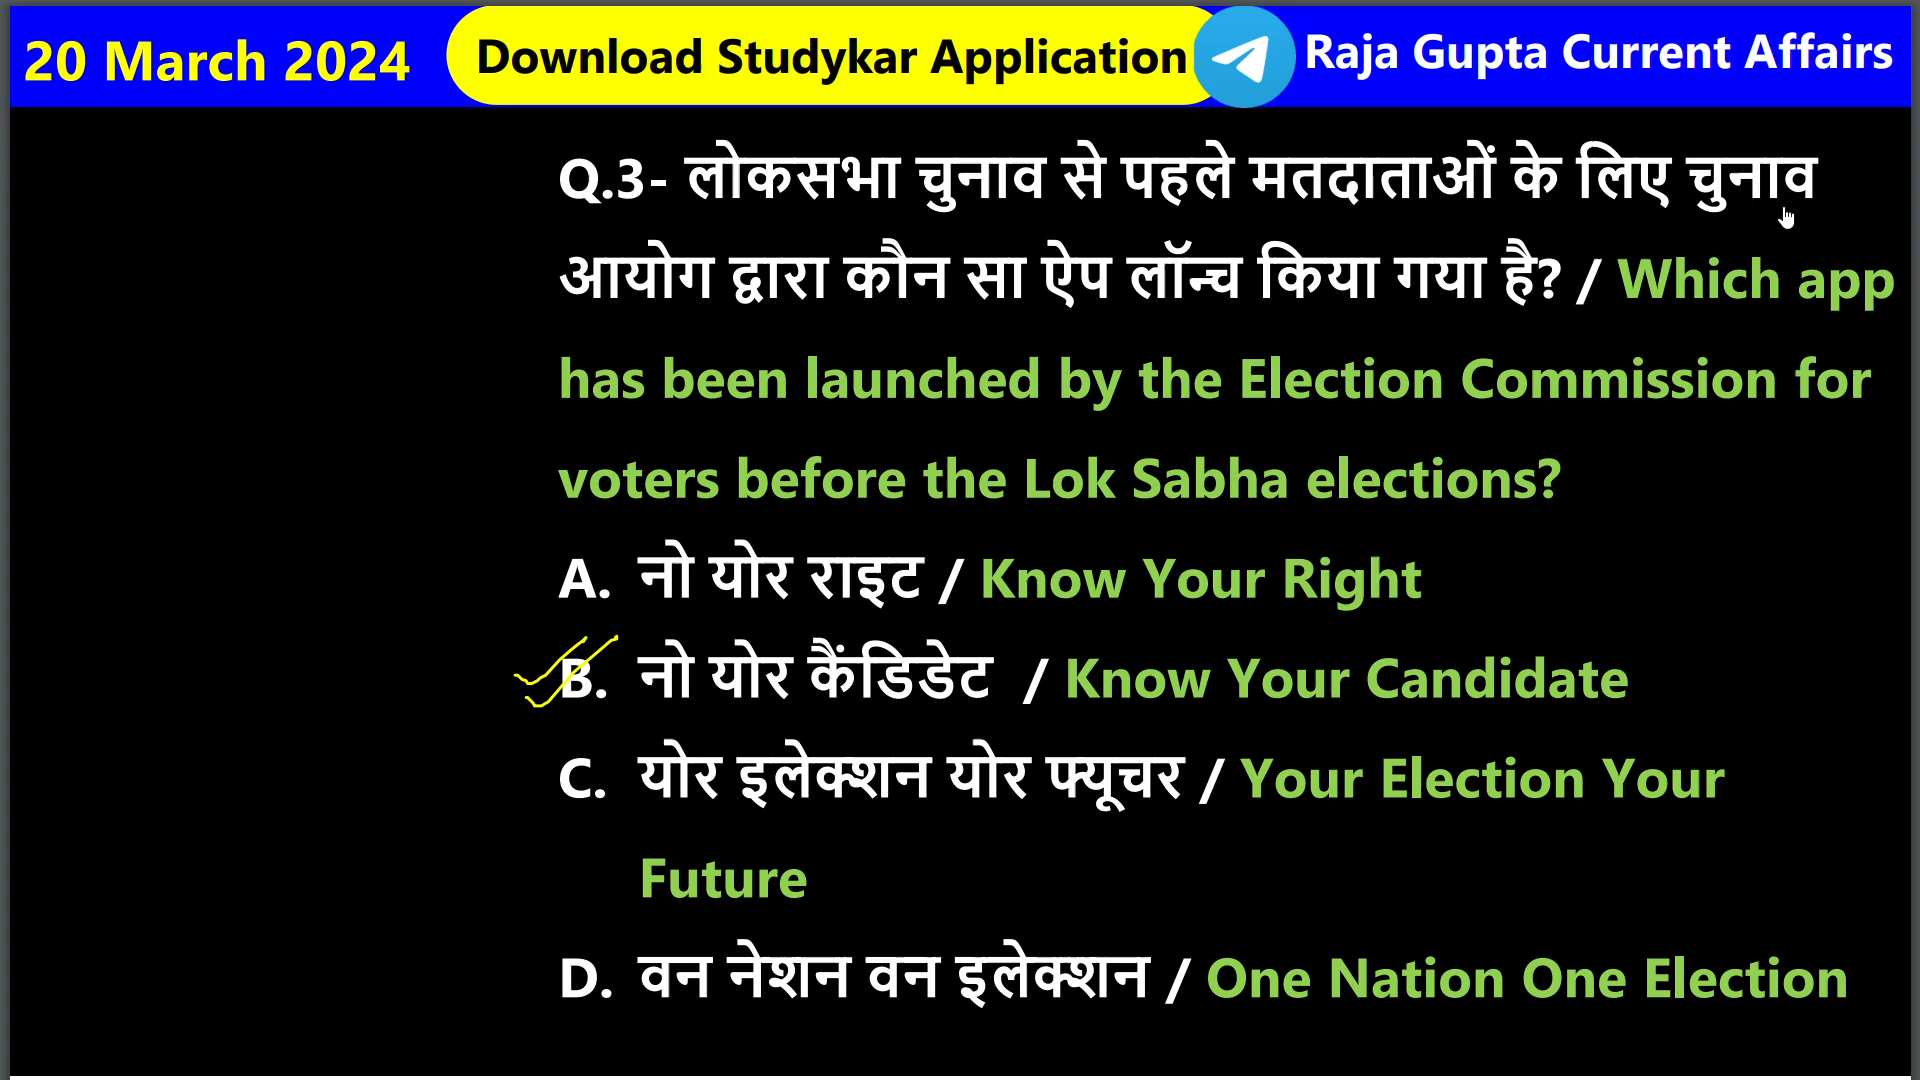 20 March 2024
Download Studykar Application
Raja Gupta Current Affairs
Q.3- लोकसभा चुनाव से पहले मतदाताओं के लिए चुनाव
आयोग द्वारा कौन सा ऐप लॉन्च किया गया है? / Which app
has been launched by the Election Commission for
voters before the Lok Sabha elections?
A. नो योर राइट / Know Your Right
B. नो योर कैंडिडेट / Know Your Candidate
C. योर इलेक्शन योर फ्यूचर / Your Election Your
Future
D. वन नेशन वन इलेक्शन / One Nation One Election